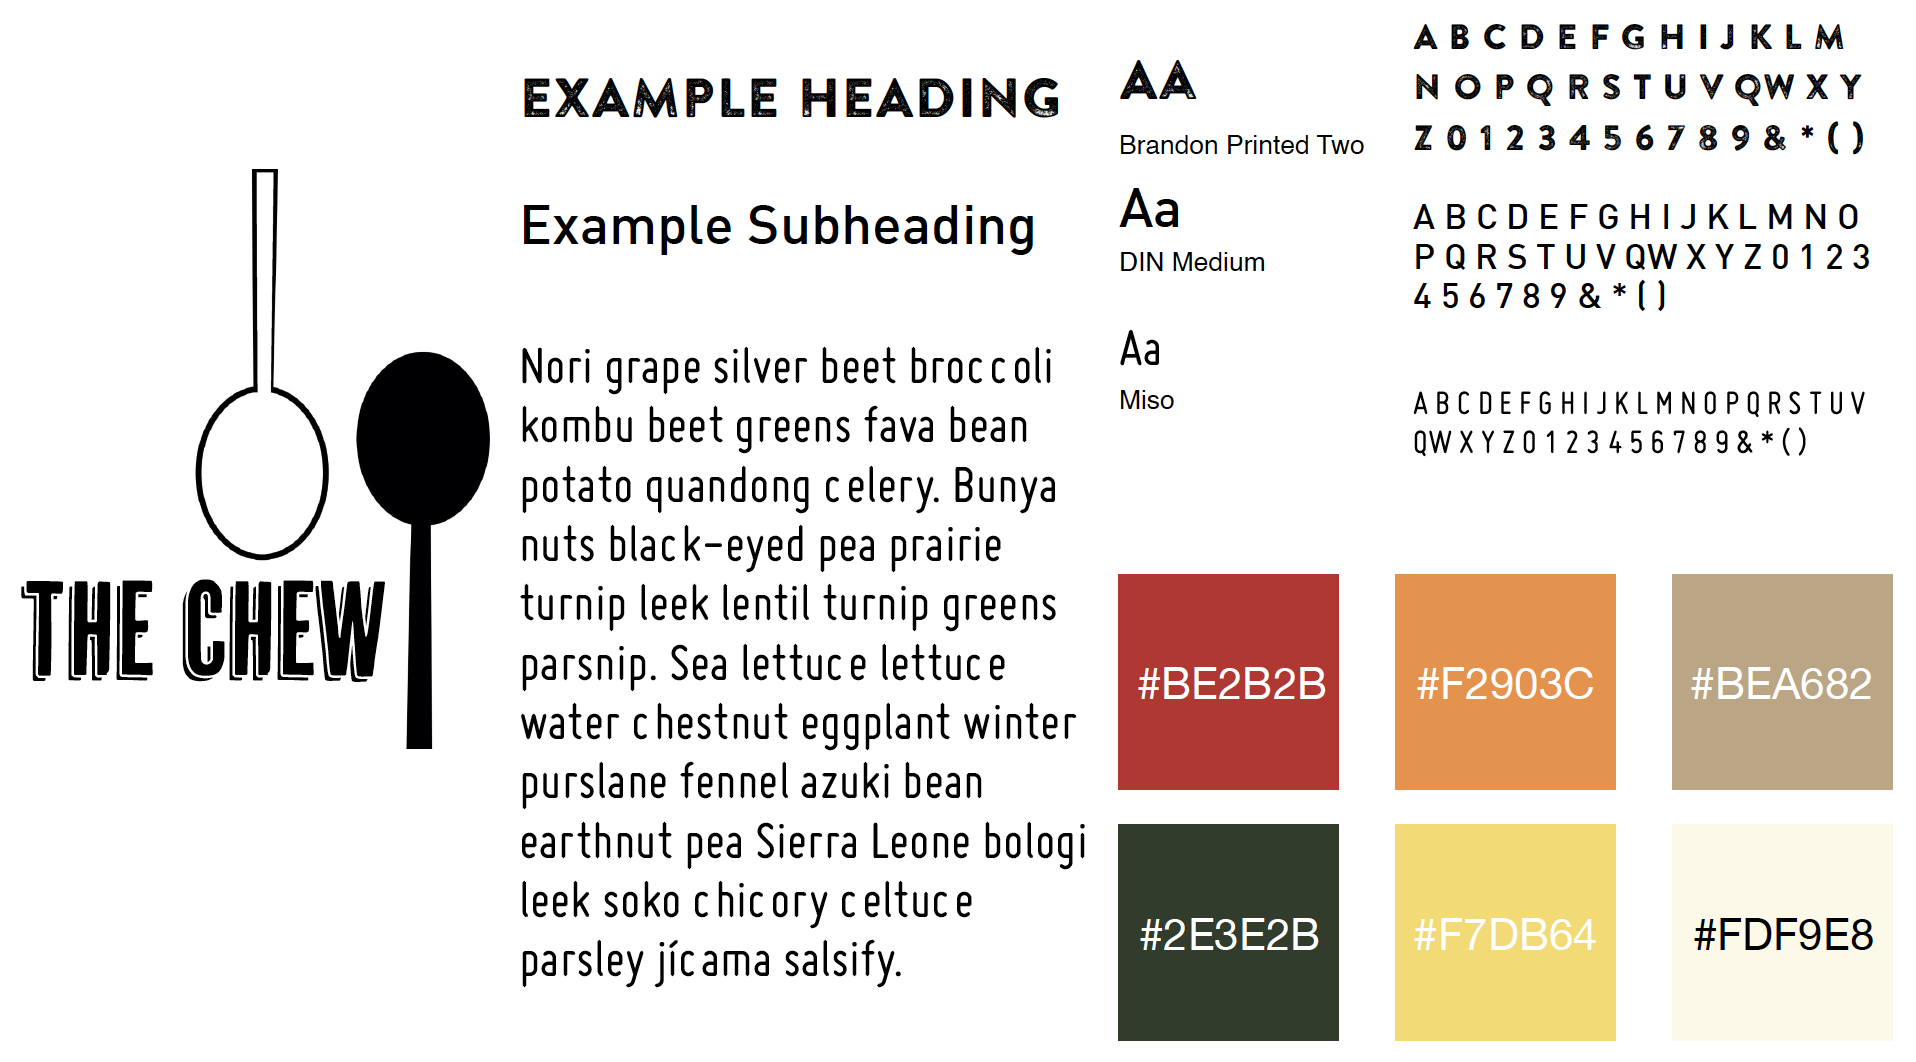 THE CHEW
EXAMPLE HEADING
Example Subheading
Nori grape silver beet broccoli
kombu beet greens fava bean
potato quandong celery. Bunya
nuts black-eyed pea prairie
turnip leek lentil turnip greens
parsnip. Sea lettuce lettuce
water chestnut eggplant winter
purslane fennel azuki bean
earthnut pea Sierra Leone bologi
leek soko chicory celtuce
parsley jícama salsify.
AA
Brandon Printed Two
Aa
DIN Medium
Aa
Miso
A B C D E F G H I J K L M
N O P Q R S T U V QW X Y
Z 0 1 2 3 4 5 6 7 8 9 & * ( )
A B C D E F G H I J K L M N O
P Q R S T U V QW X Y Z 0 1 2 3
4 5 6 7 8 9 & * ( )
A B C D E F G H I J K L M N O P Q R S T U V
QW X Y Z 0 1 2 3 4 5 6 7 8 9 & * ( )
#BE2B2B
#F2903C
#BEA682
#2E3E2B
#F7DB64
#FDF9E8